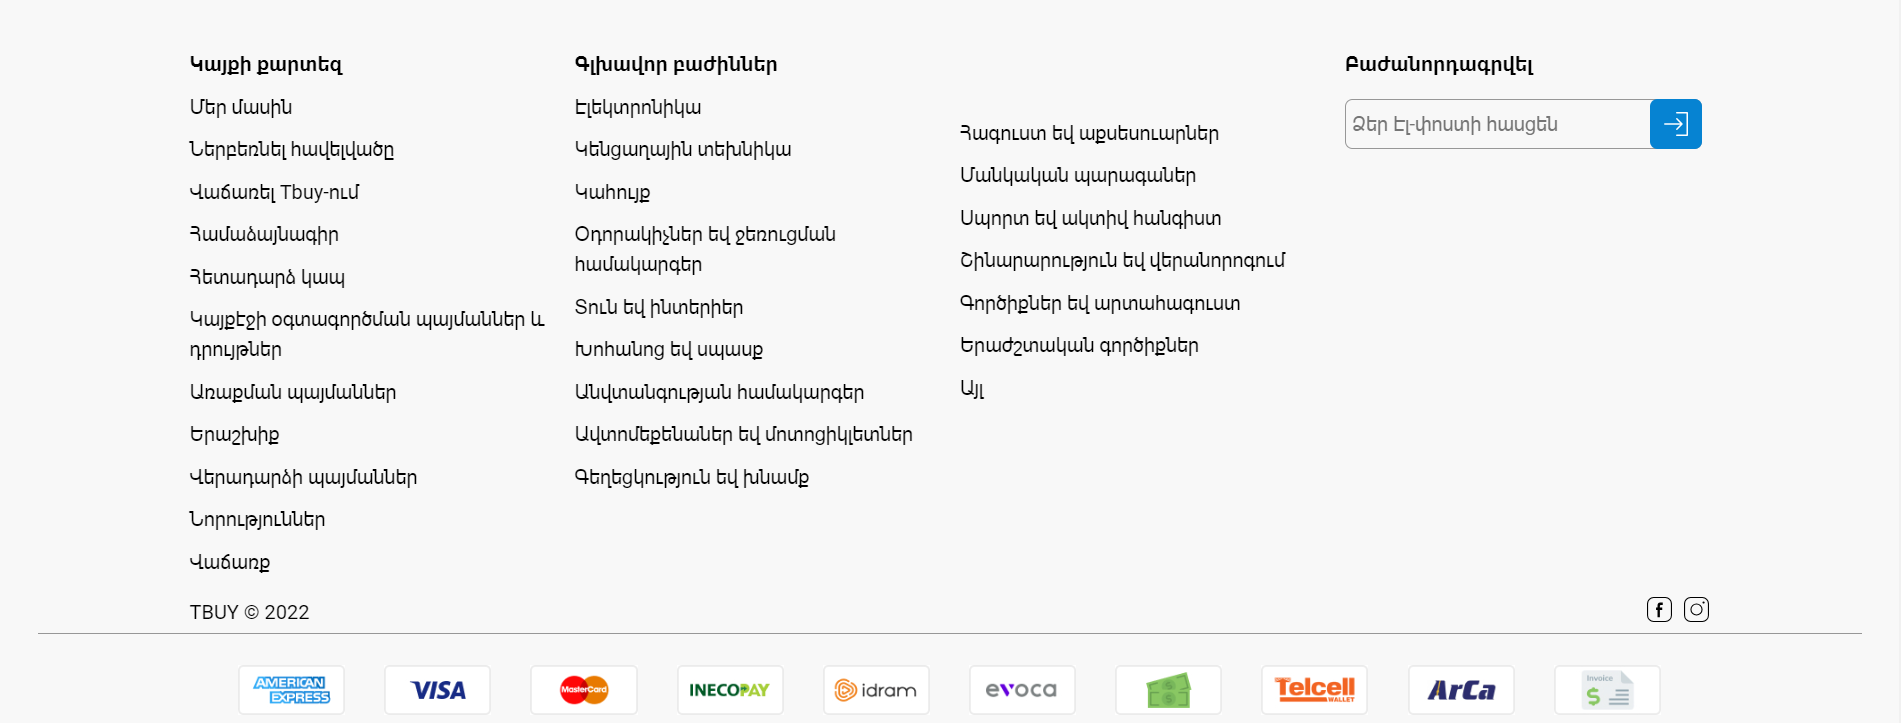 Կայքի քարտեզ
Մեր մասին
Ներբեռնել հավելվածը
Վաճառել Tbuy-ում
Համաձայնագիր
Հետադարձ կապ
Կայքէջի օգտագործման պայմաններ և
դրույթներ
Առաքման պայմաններ
Երաշխիք
Վերադարձի պայմաններ
Նորություններ
Վաճառք
Գլխավոր բաժիններ
Էլեկտրոնիկա
Կենցաղային տեխնիկա
Կահույք
Օդորակիչներ եվ ջեռուցման
համակարգեր
Տուն եվ ինտերիեր
Խոհանոց եվ սպասք
Անվտանգության համակարգեր
Ավտոմեքենաներ եվ մոտոցիկլետներ
Գեղեցկություն եվ խնամք
Հագուստ եվ աքսեսուարներ
Մանկական պարագաներ
Սպորտ եվ ակտիվ հանգիստ
Շինարարություն եվ վերանորոգում
Գործիքներ եվ արտահագուստ
Երաժշտական գործիքներ
Այլ
Բաժանորդագրվել
Ձեր Էլ-փոստի հասցեն
TBUY © 2022
AMERICAN
EXPRESS
VISA
MasterCard
INECOPAY
idram
evoca
Telcell
WALLET
ArCa
Invoice
$